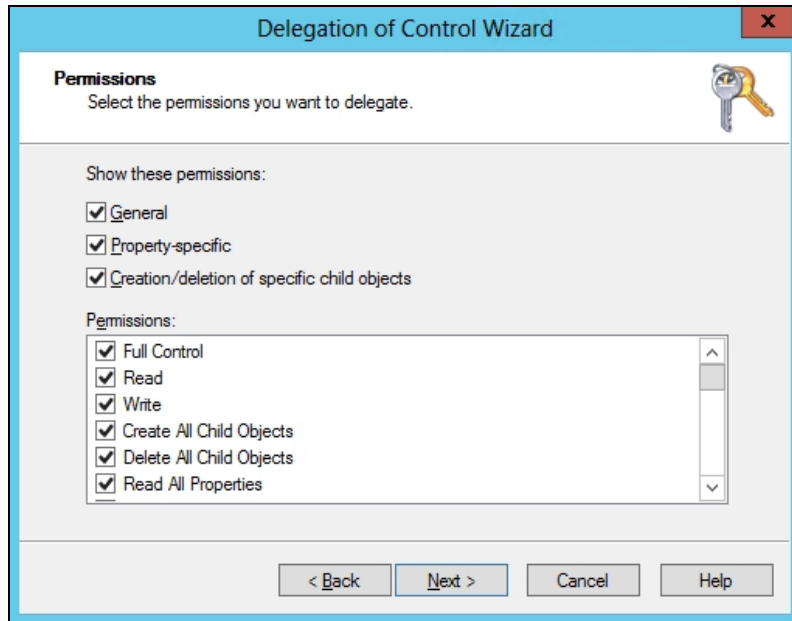 Delegation of Control Wizard
x
Permissions
Select the permissions you want to delegate.
Show these permissions:
General
Property-specific
Creation/deletion of specific child objects
Permissions:
Full Control
Read
Write
Create All Child Objects
Delete All Child Objects
Read All Properties
< Back Next > Cancel Help